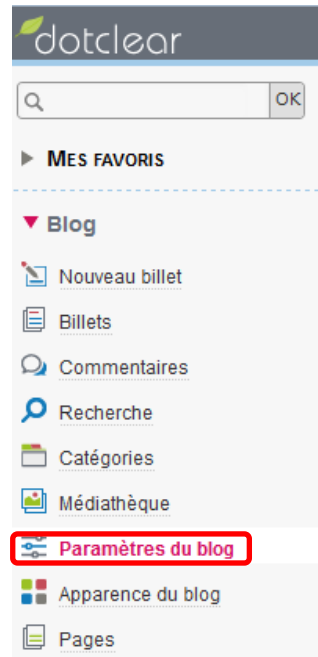 dotclear
OK
MES FAVORIS
Blog
Nouveau billet
Billets
Commentaires
Recherche
Catégories
Médiathèque
Paramètres du blog
Apparence du blog
Pages